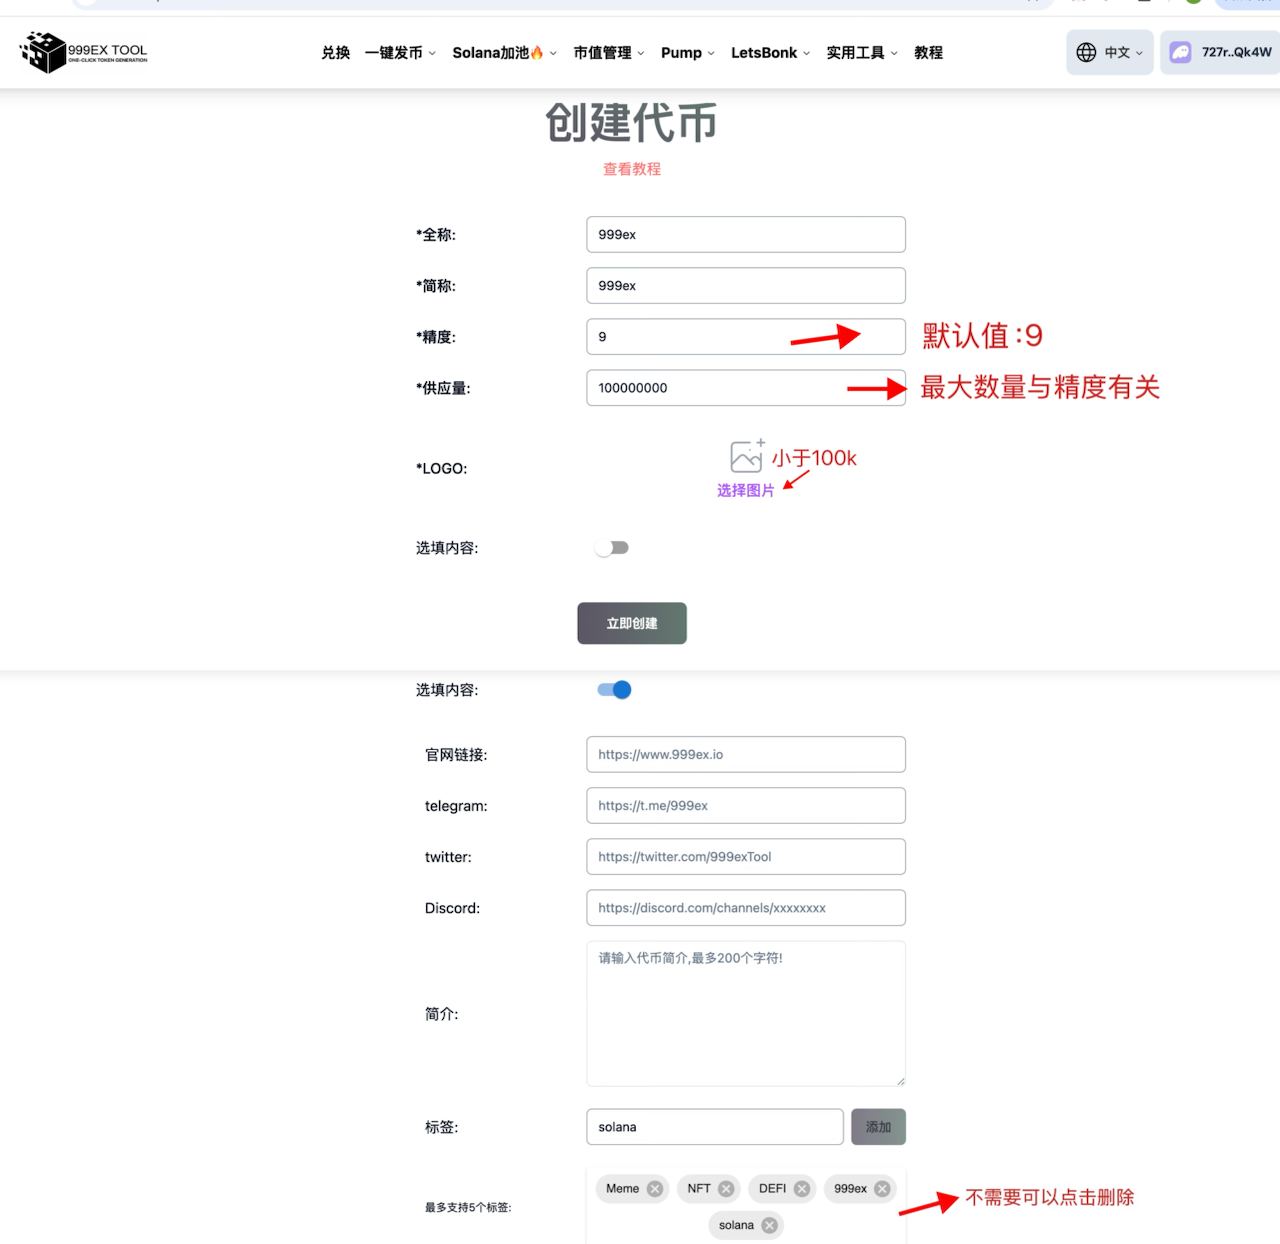 999EX TOOL
ONE-CLICK TOKEN GENERATION
兑换 一键发币 Solana加池🔥 市值管理 Pump LetsBonk 实用工具 教程
中文 727r..Qk4W
创建代币
查看教程
*全称: 999ex
*简称: 999ex
*精度: 9 默认值:9
*供应量: 100000000 最大数量与精度有关
*LOGO: 小于100k
选择图片
选填内容:
立即创建
选填内容:
官网链接: https://www.999ex.io
telegram: https://t.me/999ex
twitter: https://twitter.com/999exTool
Discord: https://discord.com/channels/xxxxxxxx
请输入代币简介,最多200个字符!
简介:
标签: solana 添加
Meme NFT DEFI 999ex
最多支持5个标签: 不需要可以点击删除
solana